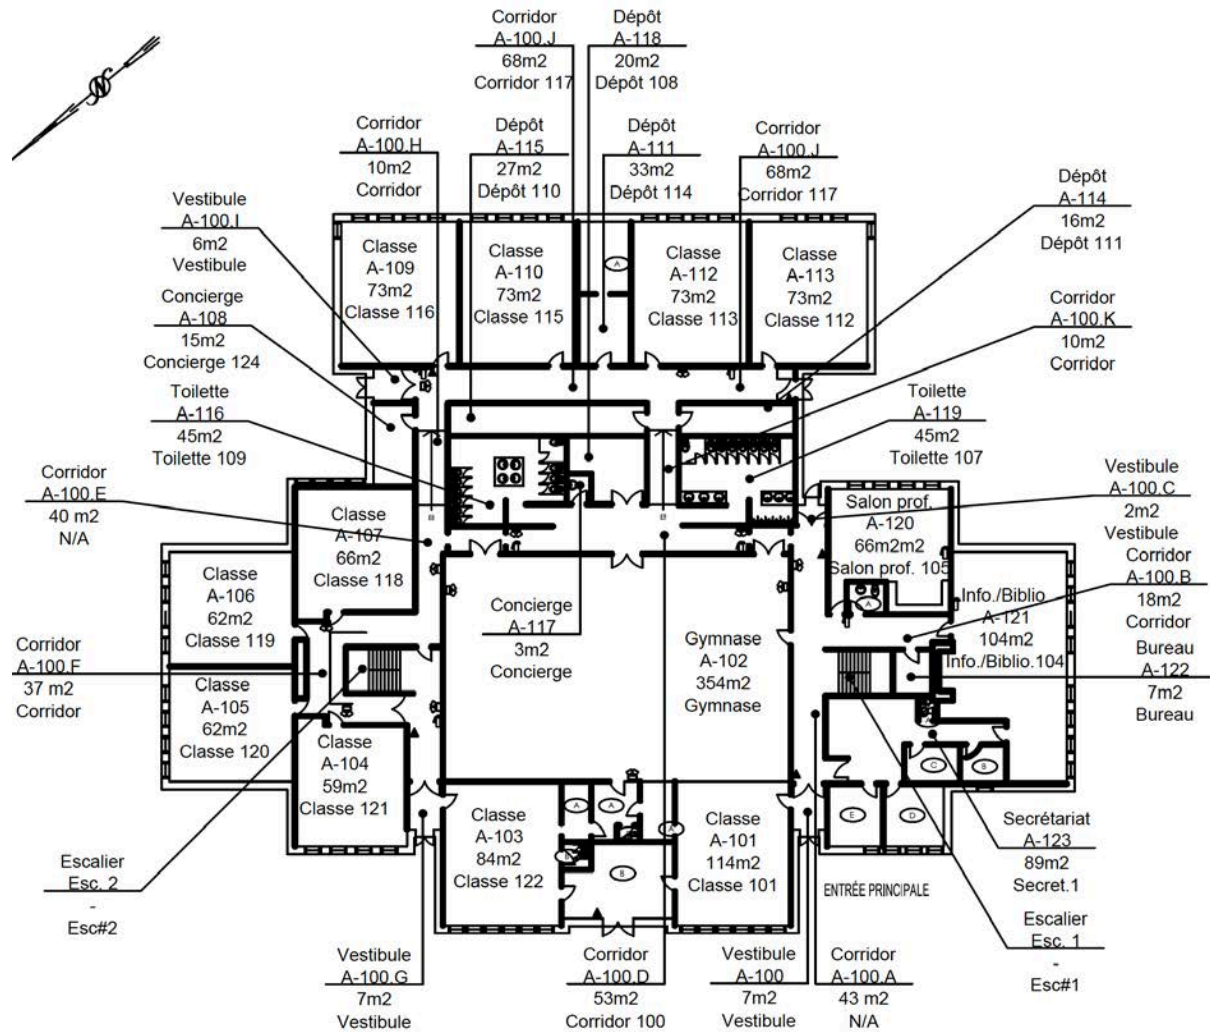 Corridor
A-100.J
68m2
Corridor 117
Dépôt
A-118
20m2
Dépôt 108
N
Corridor
A-100.H
10m2
Corridor
Dépôt
A-115
27m2
Dépôt 110
Dépôt
A-111
33m2
Dépôt 114
Corridor
A-100.J
68m2
Corridor 117
Dépôt
A-114
16m2
Dépôt 111
Vestibule
A-100.I
6m2
Vestibule
Classe
A-109
73m2
Classe 116
Classe
A-110
73m2
Classe 115
A
Classe
A-112
73m2
Classe 113
Classe
A-113
73m2
Classe 112
Concierge
A-108
15m2
Concierge 124
Corridor
A-100.K
10m2
Corridor
Toilette
A-116
45m2
Toilette 109
Toilette
A-119
45m2
Toilette 107
Corridor
A-100.E
40 m2
N/A
Vestibule
A-100.C
2m2
Vestibule
Classe
A-107
66m2
Classe 118
Salon prof.
A-120
66m2m2
Salon prof. 105
A
Corridor
A-100.B
18m2
Corridor
Classe
A-106
62m2
Classe 119
Concierge
A-117
3m2
Concierge
Gymnase
A-102
354m2
Gymnase
Info./Biblio
A-121
104m2
Info./Biblio.104
Bureau
A-122
7m2
Bureau
Corridor
A-100.F
37 m2
Corridor
Classe
A-105
62m2
Classe 120
Classe
A-104
59m2
Classe 121
A
C
B
E
D
Classe
A-103
84m2
Classe 122
A
A
A
B
B
Classe
A-101
114m2
Classe 101
Secrétariat
A-123
89m2
Secret.1
Escalier
Esc. 2
-
Esc#2
ENTRÉE PRINCIPALE
Escalier
Esc. 1
-
Esc#1
Vestibule
A-100.G
7m2
Vestibule
Corridor
A-100.D
53m2
Corridor 100
Vestibule
A-100
7m2
Vestibule
Corridor
A-100.A
43 m2
N/A